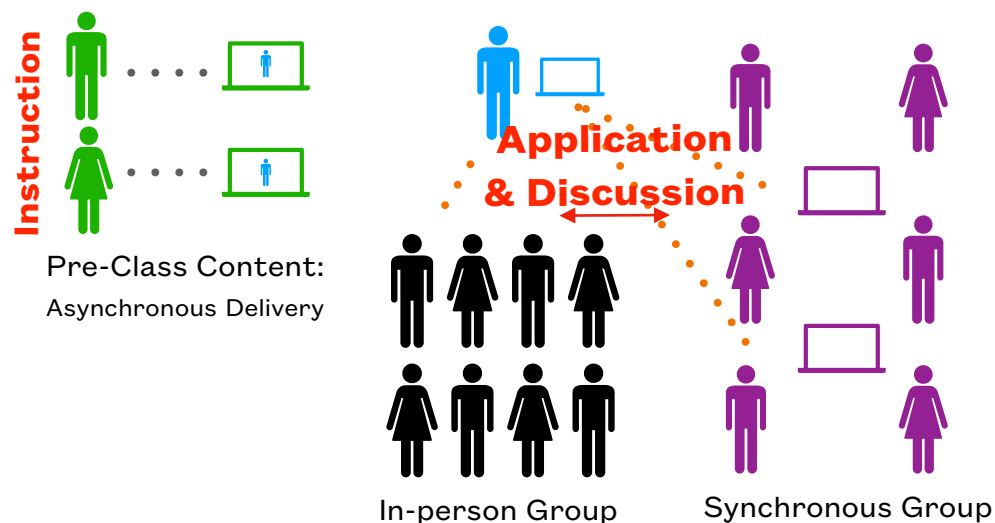 Instruction
Pre-Class Content:
Asynchronous Delivery
Application
& Discussion
In-person Group
Synchronous Group